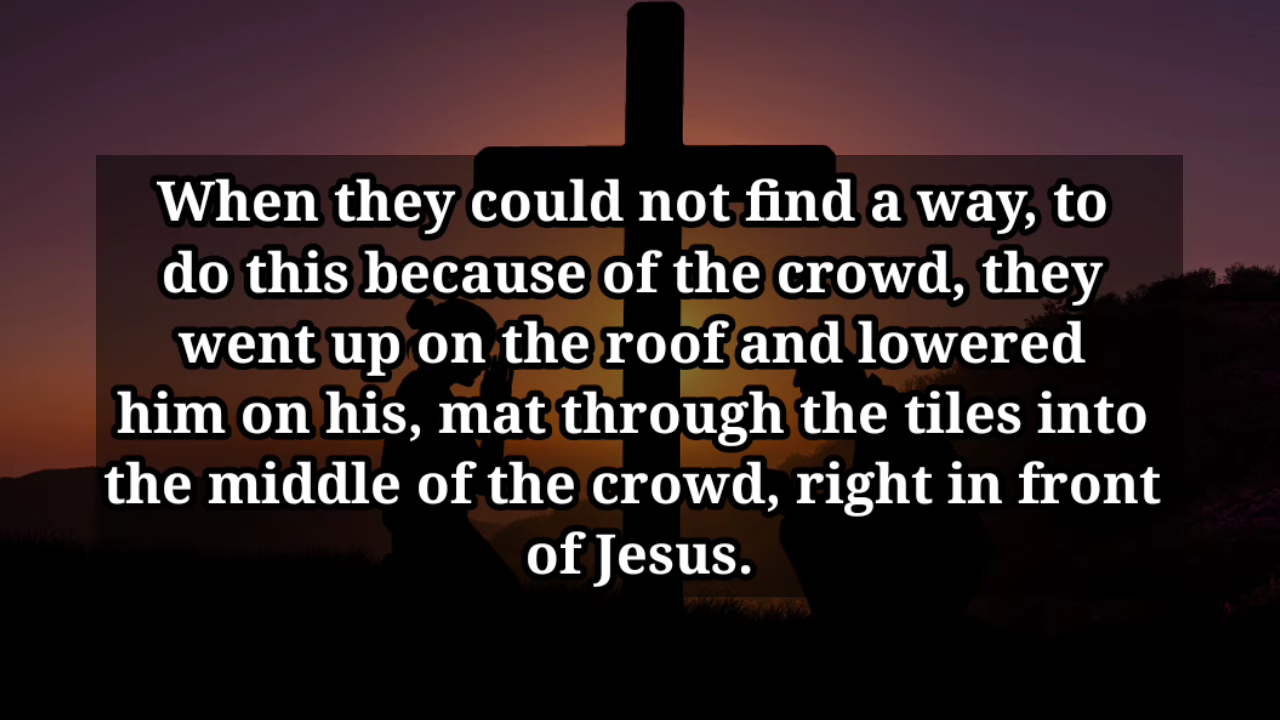 When they could not find a way, to
do this because of the crowd, they
went up on the roof and lowered
him on his, mat through the tiles into
the middle of the crowd, right in front
of Jesus.